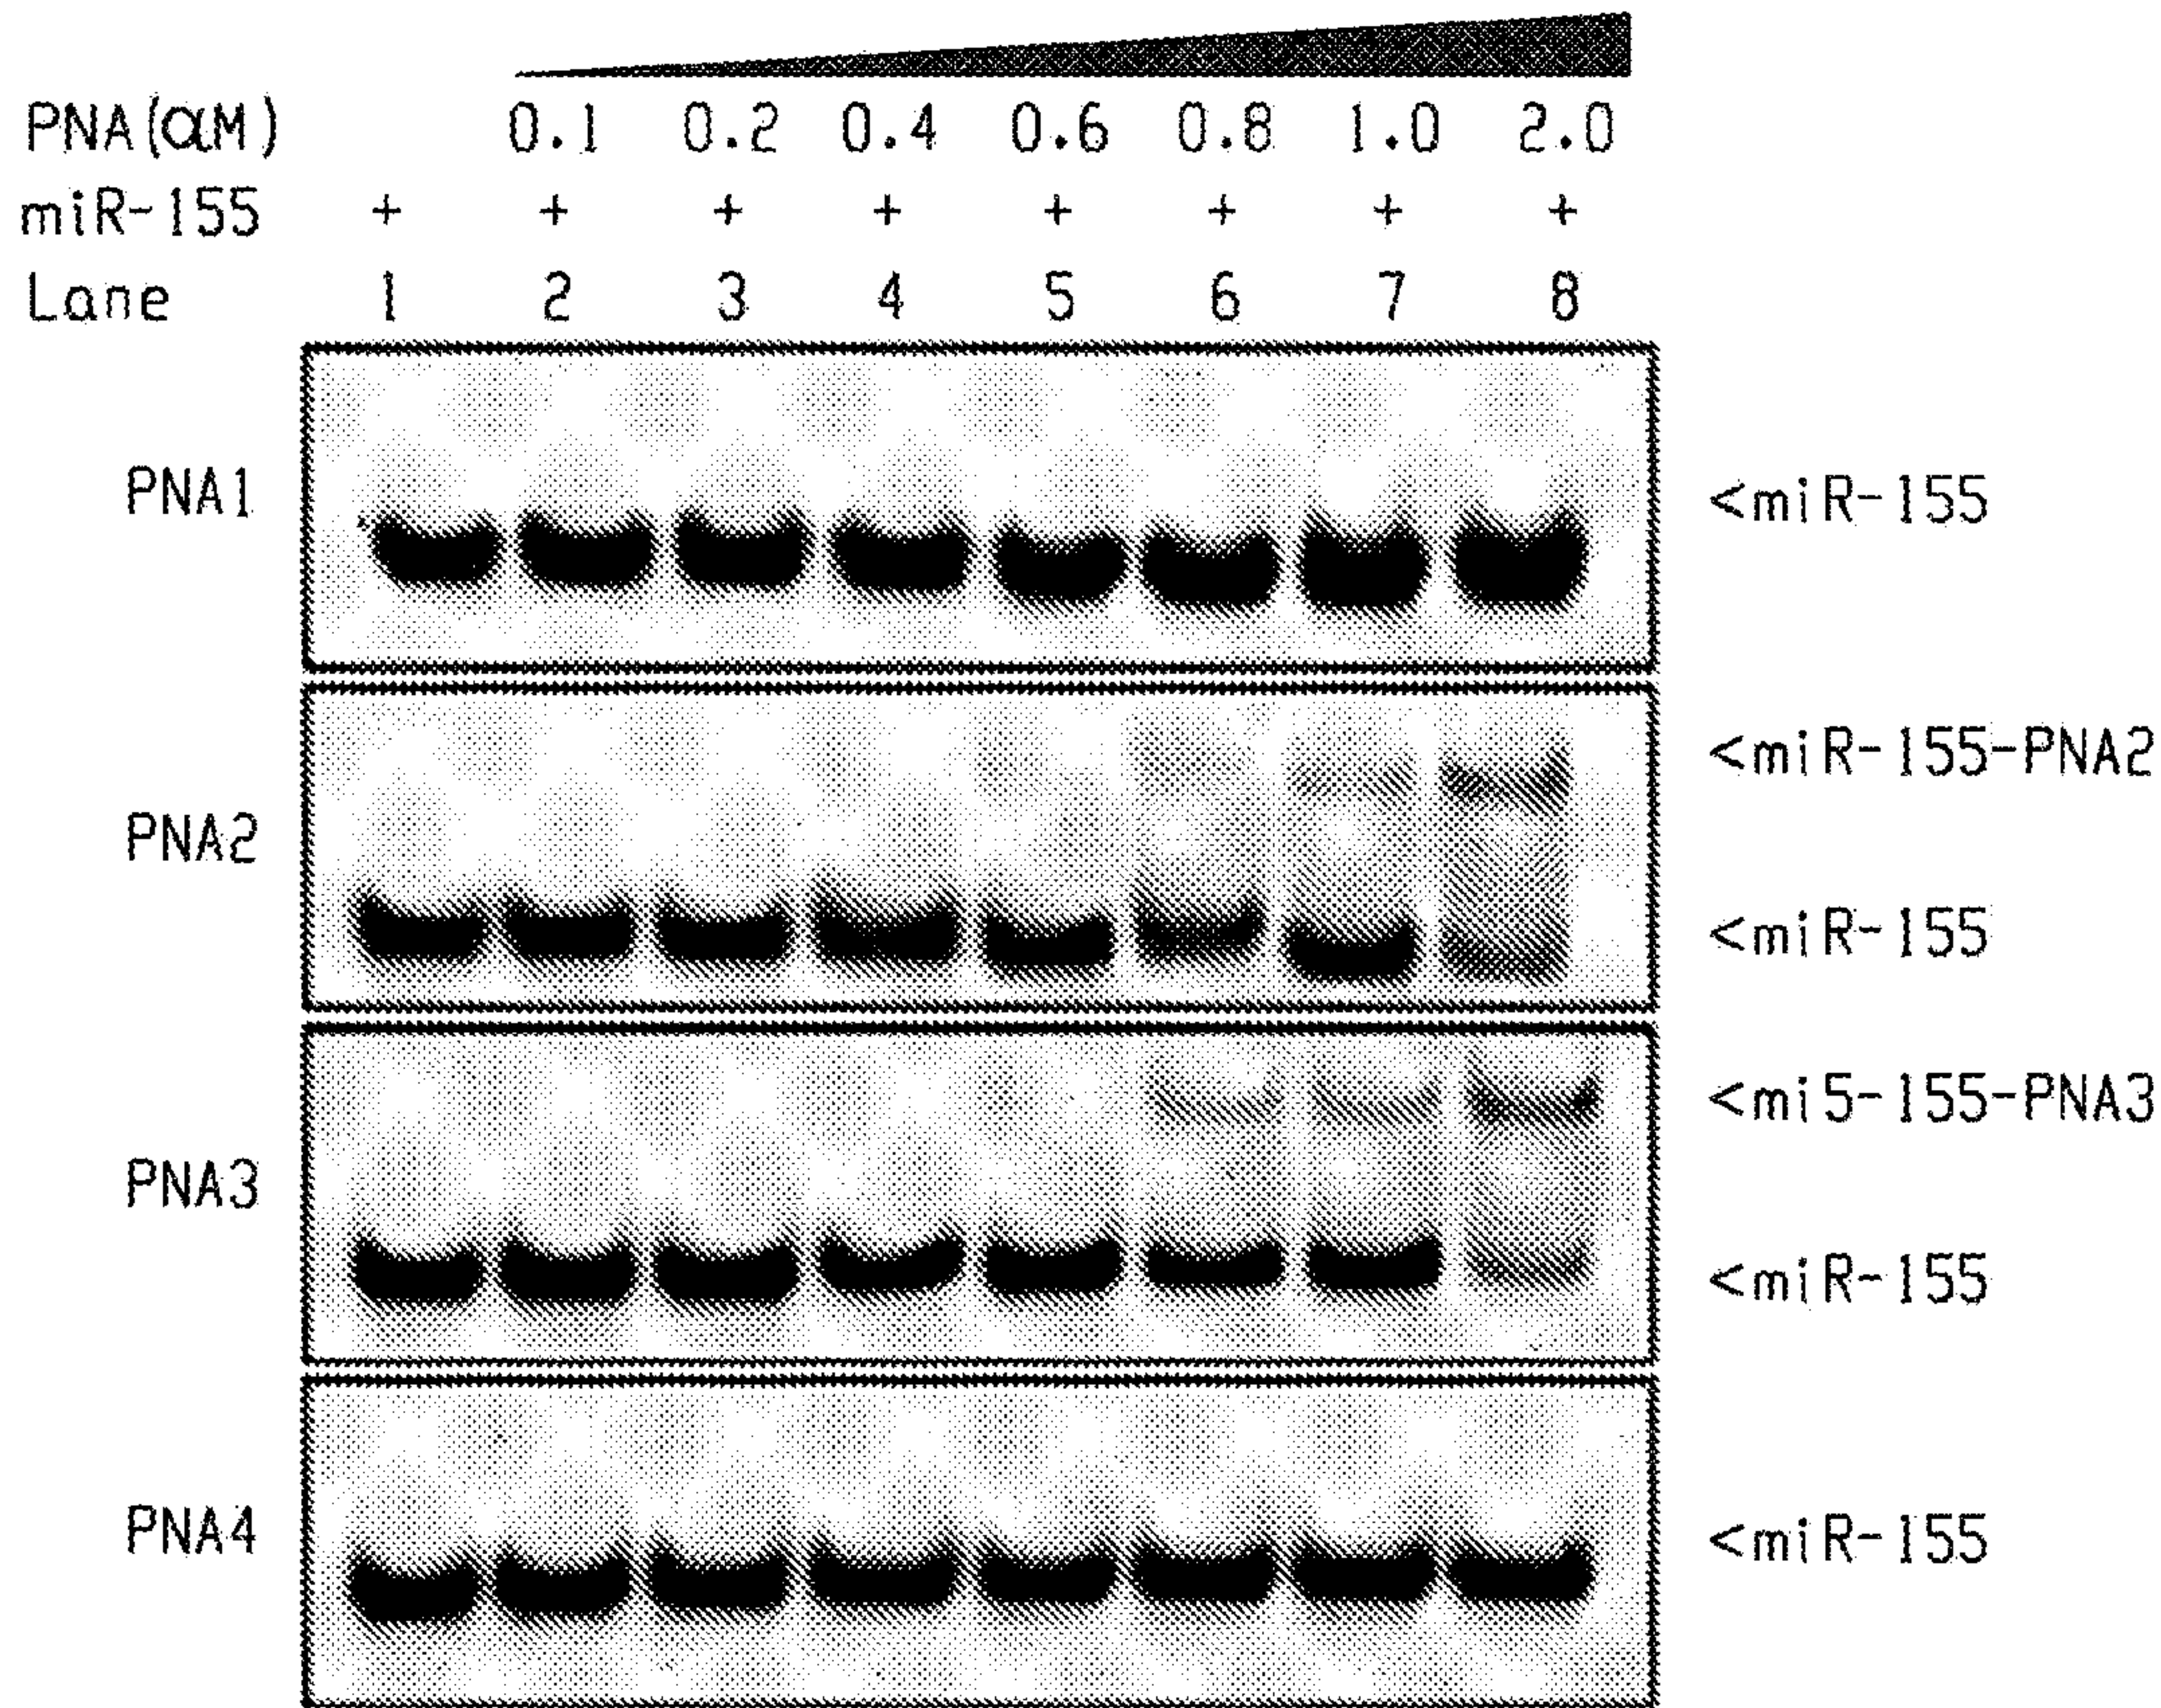 PNA(αM) 0.1 0.2 0.4 0.6 0.8 1.0 2.0
miR-155 + + + + + + + +
Lane 1 2 3 4 5 6 7 8
PNA1 <miR-155
<miR-155-PNA2
PNA2
<miR-155
<mi5-155-PNA3
PNA3
<miR-155
PNA4 <miR-155